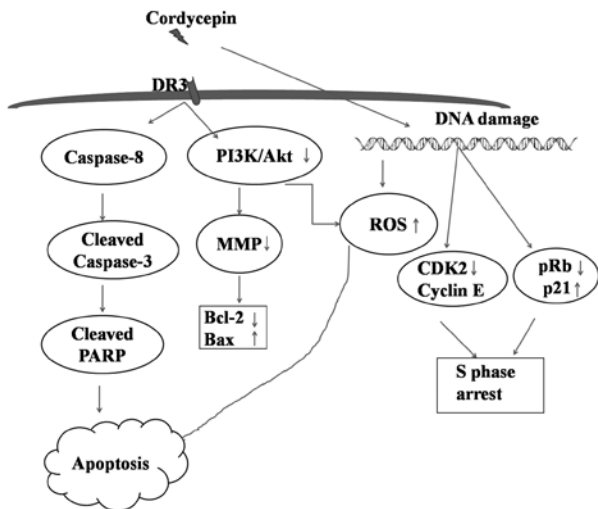 Cordycepin
DR3
DNA damage
Caspase-8
PI3K/Akt ↓
Cleaved
Caspase-3
MMP↓
ROS ↑
CDK2↓
Cyclin E
pRb ↓
p21 ↑
Cleaved
PARP
Bcl-2 ↓
Bax ↑
S phase
arrest
Apoptosis